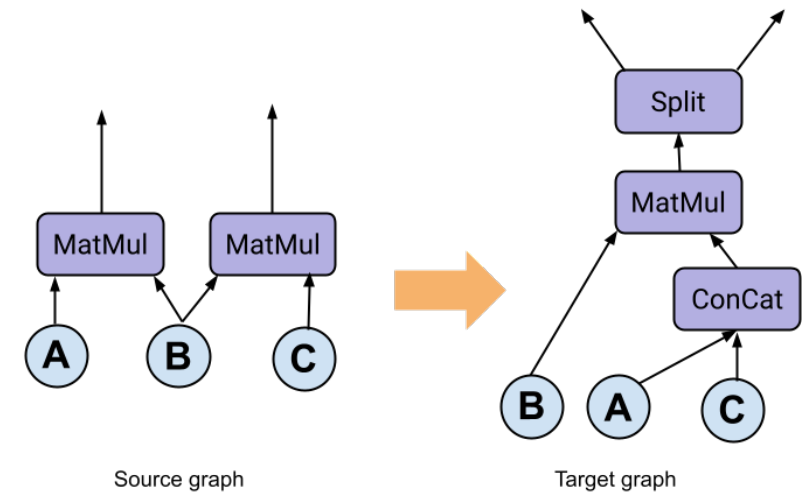 MatMul
MatMul
A
B
C
Source graph
Split
MatMul
ConCat
B
A
C
Target graph